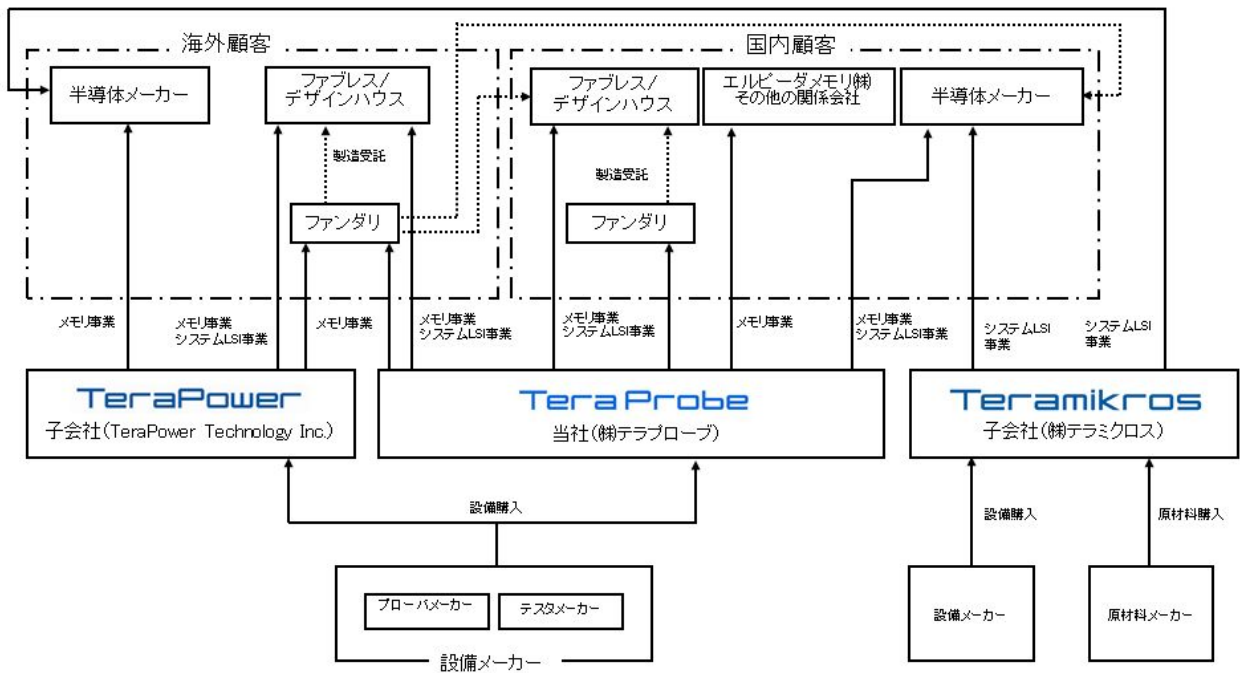 海外顧客
国内顧客
半導体メーカー
ファブレス/
デザインハウス
ファブレス/
デザインハウス
エルピーダメモリ㈱
その他の関係会社
半導体メーカー
製造受託
製造受託
ファンダリ
ファンダリ
メモリ事業
メモリ事業
システムLSI事業
メモリ事業
メモリ事業
システムLSI事業
メモリ事業
システムLSI事業
メモリ事業
メモリ事業
システムLSI事業
システムLSI
事業
システムLSI
事業
TeraPower
子会社(TeraPower Technology Inc.)
TeraProbe
当社(㈱テラプローブ)
Teramikros
子会社(㈱テラミクロス)
設備購入
設備購入
原材料購入
プローバメーカー
テスタメーカー
設備メーカー
設備メーカー
原材料メーカー